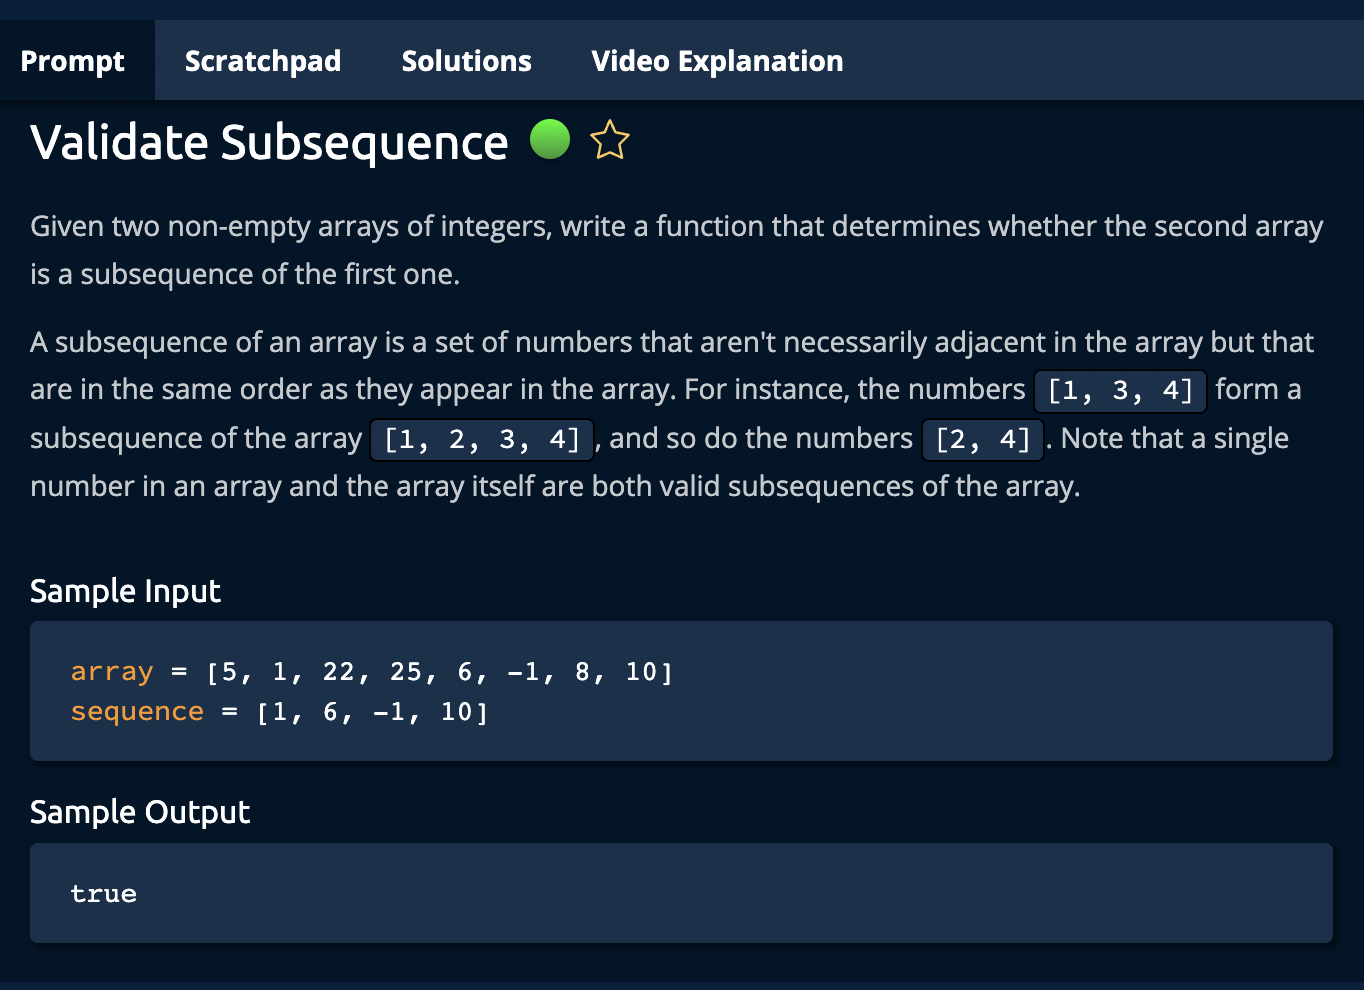 Prompt Scratchpad Solutions Video Explanation
Validate Subsequence
Given two non-empty arrays of integers, write a function that determines whether the second array
is a subsequence of the first one.
A subsequence of an array is a set of numbers that aren't necessarily adjacent in the array but that
are in the same order as they appear in the array. For instance, the numbers [1, 3, 4] form a
subsequence of the array [1, 2, 3, 4], and so do the numbers [2, 4]. Note that a single
number in an array and the array itself are both valid subsequences of the array.
Sample Input
array = [5, 1, 22, 25, 6, -1, 8, 10]
sequence = [1, 6, -1, 10]
Sample Output
true